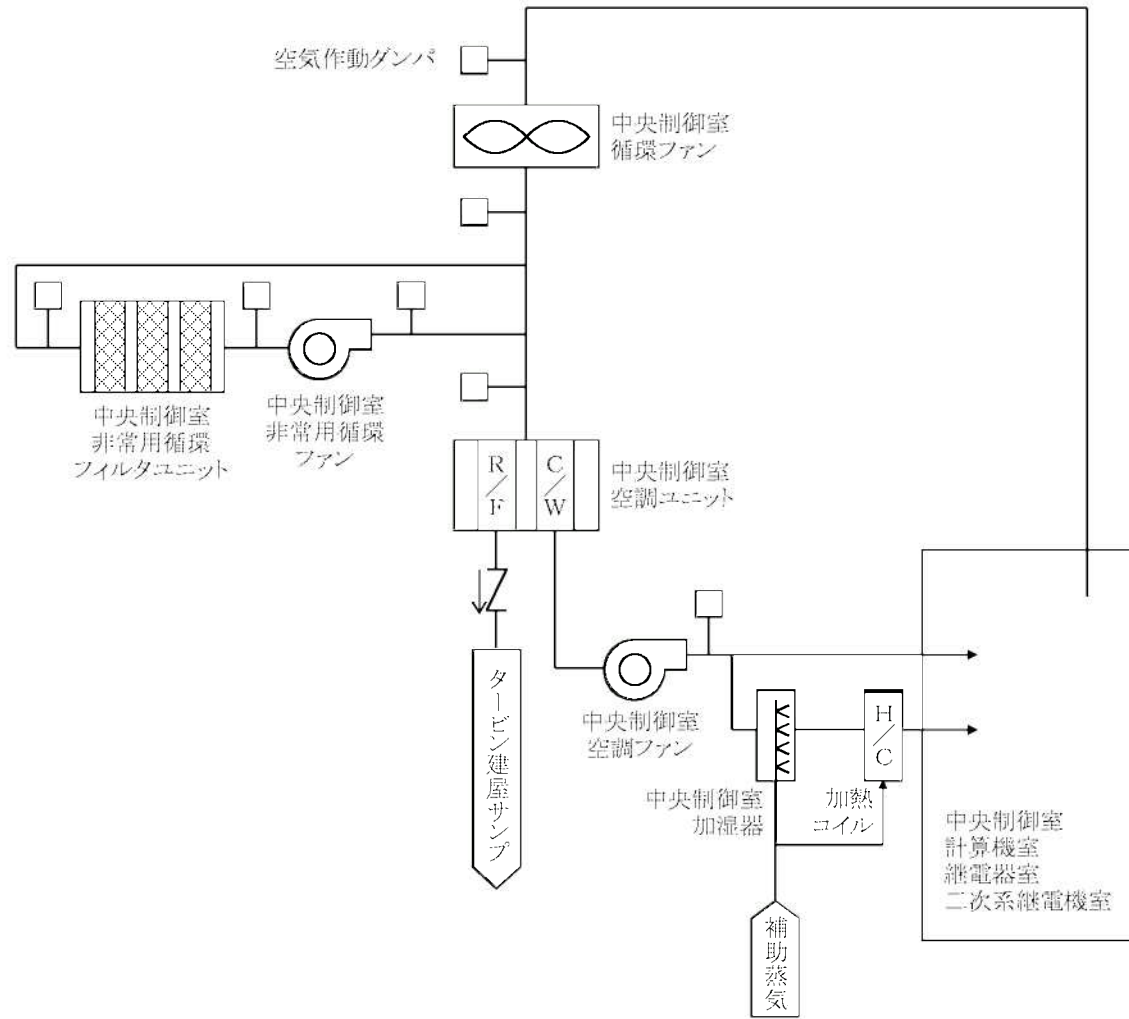 空気作動ダンパ
中央制御室
循環ファン
中央制御室
非常用循環
フィルタユニット
中央制御室
非常用循環
ファン
R/F
C/W
中央制御室
空調ユニット
タービン建屋サンプ
中央制御室
空調ファン
中央制御室
加湿器
H/C
加熱
コイル
補助蒸気
中央制御室
計算機室
継電器室
二次系継電機室